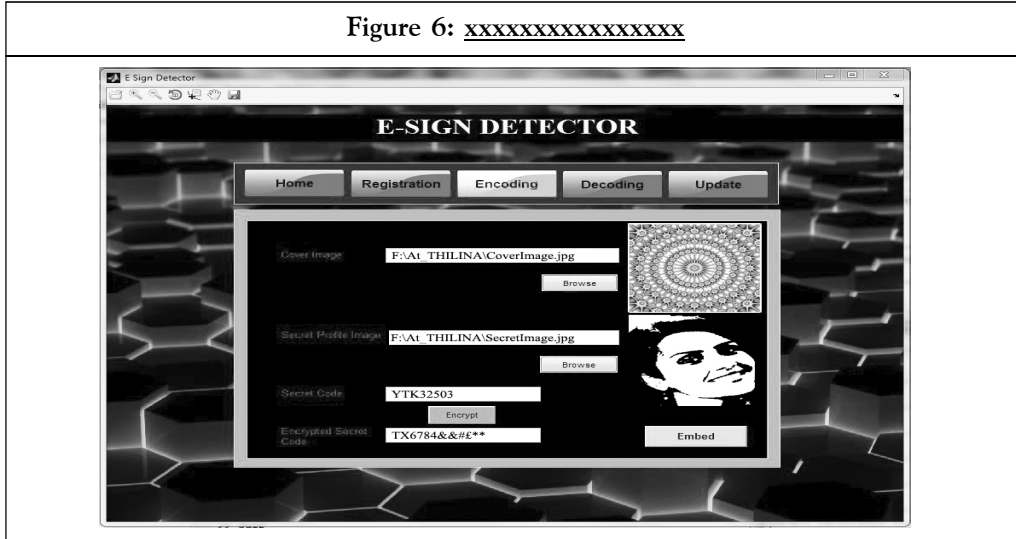 Figure 6: xxxxxxxxxxxxxxxx
E Sign Detector
E-SIGN DETECTOR
Home Registration Encoding Decoding Update
Cover Image F:\At_THILINA\CoverImage.jpg
Browse
Secret Profile Image F:\At_THILINA\SecretImage.jpg
Browse
Secret Code YTK32503
Encrypt
Encrypted Secret
Code TX6784&&#£**
Embed